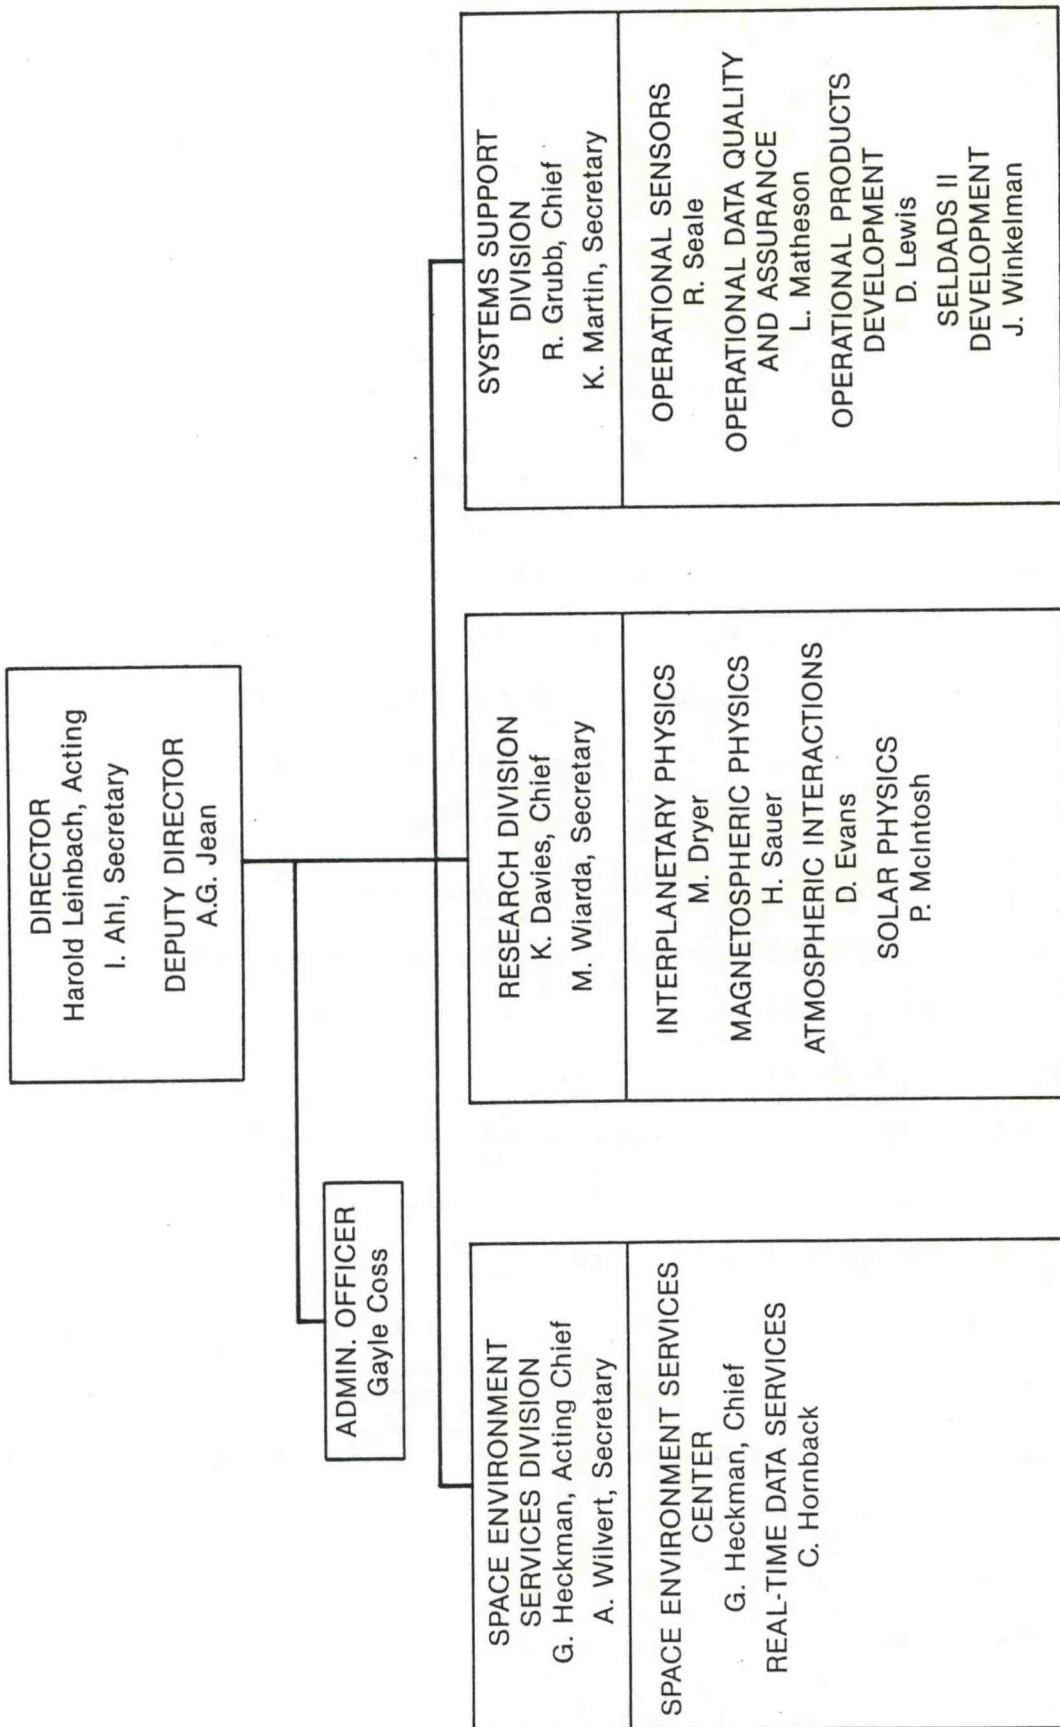 DIRECTOR
Harold Leinbach, Acting
I. Ahl, Secretary
DEPUTY DIRECTOR
A.G. Jean
ADMIN. OFFICER
Gayle Coss
SPACE ENVIRONMENT
SERVICES DIVISION
G. Heckman, Acting Chief
A. Wilvert, Secretary
SPACE ENVIRONMENT SERVICES
CENTER
G. Heckman, Chief
REAL-TIME DATA SERVICES
C. Hornback
RESEARCH DIVISION
K. Davies, Chief
M. Wiarda, Secretary
INTERPLANETARY PHYSICS
M. Dryer
MAGNETOSPHERIC PHYSICS
H. Sauer
ATMOSPHERIC INTERACTIONS
D. Evans
SOLAR PHYSICS
P. McIntosh
SYSTEMS SUPPORT
DIVISION
R. Grubb, Chief
K. Martin, Secretary
OPERATIONAL SENSORS
R. Seale
OPERATIONAL DATA QUALITY
AND ASSURANCE
L. Matheson
OPERATIONAL PRODUCTS
DEVELOPMENT
D. Lewis
SELDADS II
DEVELOPMENT
J. Winkelman